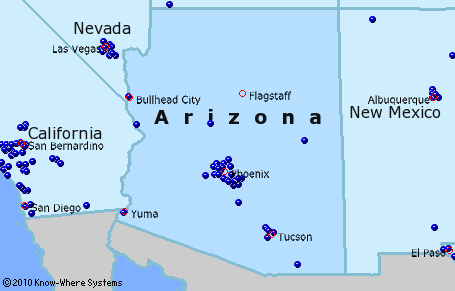 Nevada
Las Vegas
Bullhead City
Flagstaff
Albuquerque
Arizona
New Mexico
California
San Bernardino
Phoenix
San Diego
Yuma
Tucson
El Paso
©2010 Know-Where Systems